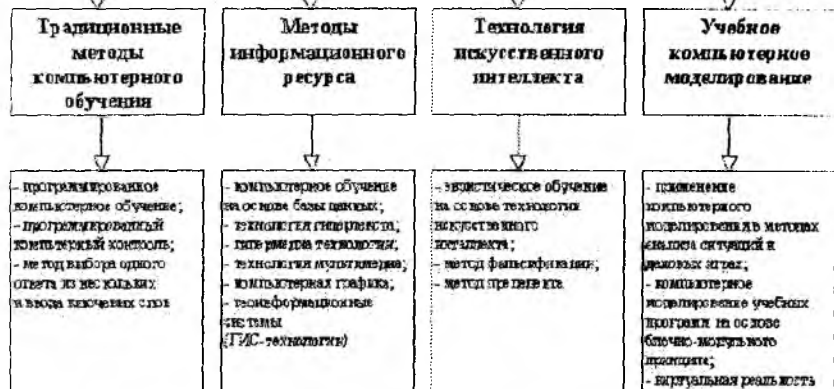 Традиционные
методы
компьютерного
обучения
Методы
информационного
ресурса
Технология
искусственного
интеллекта
Учебное
компьютерное
моделирование
- программированное
компьютерное обучение;
- программированный
компьтерный контроль;
- метод выбора одного
ответа из нескольких
и ввода ключевых слов
- компьютерное обучение
на основе базы данных;
- технология гипертекста;
- гипермедиа технологии;
- технология мультимедиа;
- компьютерная графика;
- геоинформационные
системы
(ГИС-технологии)
- эвристическое обучение
на основе технологии
искусственного
интеллекта;
- метод фальсификации;
- метод прецедента
- применение
компьютерного
моделирования в методах
анализа ситуаций и
деловых играх;
- компьютерное
моделирование учебных
программ на основе
блочно-модульного
принципа;
- виртуальная реальность